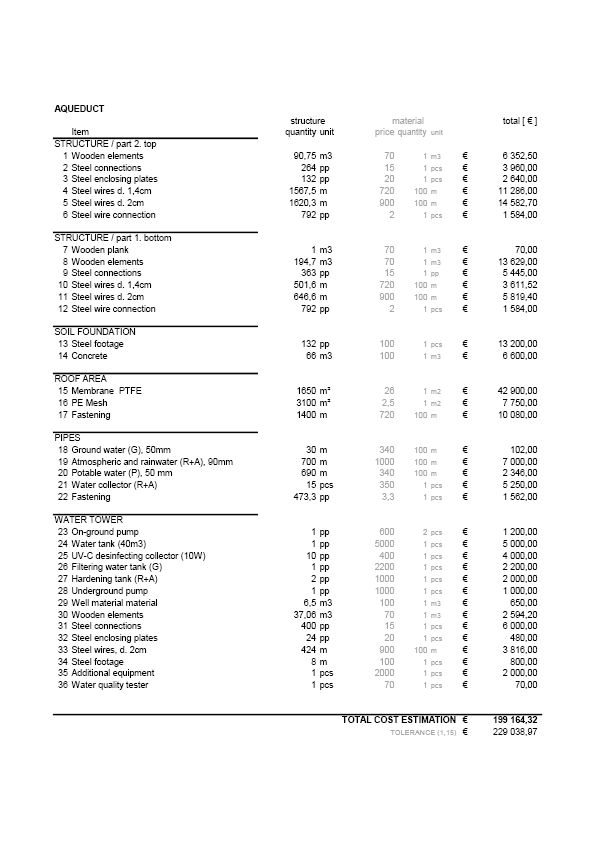 AQUEDUCT
structure material total [ € ]
Item quantity unit price quantity unit
STRUCTURE / part 2. top
1 Wooden elements 90,75 m3 70 1 m3 € 6 352,50
2 Steel connections 264 pp 15 1 pcs € 3 960,00
3 Steel enclosing plates 132 pp 20 1 pcs € 2 640,00
4 Steel wires d. 1,4cm 1567,5 m 720 100 m € 11 286,00
5 Steel wires d. 2cm 1620,3 m 900 100 m € 14 582,70
6 Steel wire connection 792 pp 2 1 pcs € 1 584,00
STRUCTURE / part 1. bottom
7 Wooden plank 1 m3 70 1 m3 € 70,00
8 Wooden elements 194,7 m3 70 1 m3 € 13 629,00
9 Steel connections 363 pp 15 1 pp € 5 445,00
10 Steel wires d. 1,4cm 501,6 m 720 100 m € 3 611,52
11 Steel wires d. 2cm 646,6 m 900 100 m € 5 819,40
12 Steel wire connection 792 pp 2 1 pcs € 1 584,00
SOIL FOUNDATION
13 Steel footage 132 pp 100 1 pcs € 13 200,00
14 Concrete 66 m3 100 1 m3 € 6 600,00
ROOF AREA
15 Membrane PTFE 1650 m² 26 1 m2 € 42 900,00
16 PE Mesh 3100 m² 2,5 1 m2 € 7 750,00
17 Fastening 1400 m 720 100 m € 10 080,00
PIPES
18 Ground water (G), 50mm 30 m 340 100 m € 102,00
19 Atmospheric and rainwater (R+A), 90mm 700 m 1000 100 m € 7 000,00
20 Potable water (P), 50 mm 690 m 340 100 m € 2 346,00
21 Water collector (R+A) 15 pcs 350 1 pcs € 5 250,00
22 Fastening 473,3 pp 3,3 1 pcs € 1 562,00
WATER TOWER
23 On-ground pump 1 pp 600 2 pcs € 1 200,00
24 Water tank (40m3) 1 pp 5000 1 pcs € 5 000,00
25 UV-C desinfecting collector (10W) 10 pp 400 1 pcs € 4 000,00
26 Filtering water tank (G) 1 pp 2200 1 pcs € 2 200,00
27 Hardening tank (R+A) 2 pp 1000 1 pcs € 2 000,00
28 Underground pump 1 pp 1000 1 pcs € 1 000,00
29 Well material material 6,5 m3 100 1 m3 € 650,00
30 Wooden elements 37,06 m3 70 1 m3 € 2 594,20
31 Steel connections 400 pp 15 1 pcs € 6 000,00
32 Steel enclosing plates 24 pp 20 1 pcs € 480,00
33 Steel wires, d. 2cm 424 m 900 100 m € 3 816,00
34 Steel footage 8 m 100 1 pcs € 800,00
35 Additional equipment 1 pcs 2000 1 pcs € 2 000,00
36 Water quality tester 1 pcs 70 1 pcs € 70,00
TOTAL COST ESTIMATION € 199 164,32
TOLERANCE (1,15) € 229 038,97